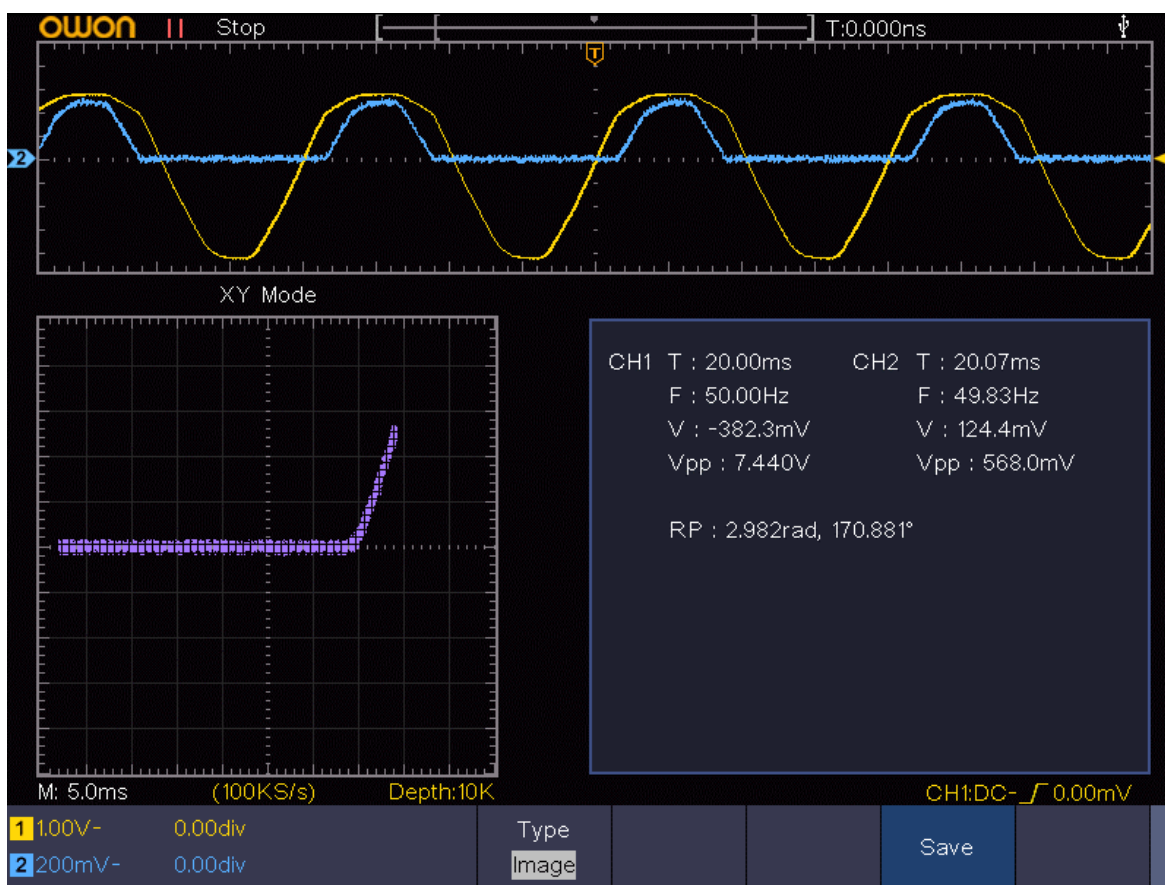 OWON Stop T:0.000ns
T
2
XY Mode
CH1 T : 20.00ms CH2 T : 20.07ms
F : 50.00Hz F : 49.83Hz
V : -382.3mV V : 124.4mV
Vpp : 7.440V Vpp : 568.0mV
RP : 2.982rad, 170.881°
M: 5.0ms (100KS/s) Depth:10K CH1:DC- 0.00mV
1 1.00V- 0.00div Type
2 200mV- 0.00div Image Save